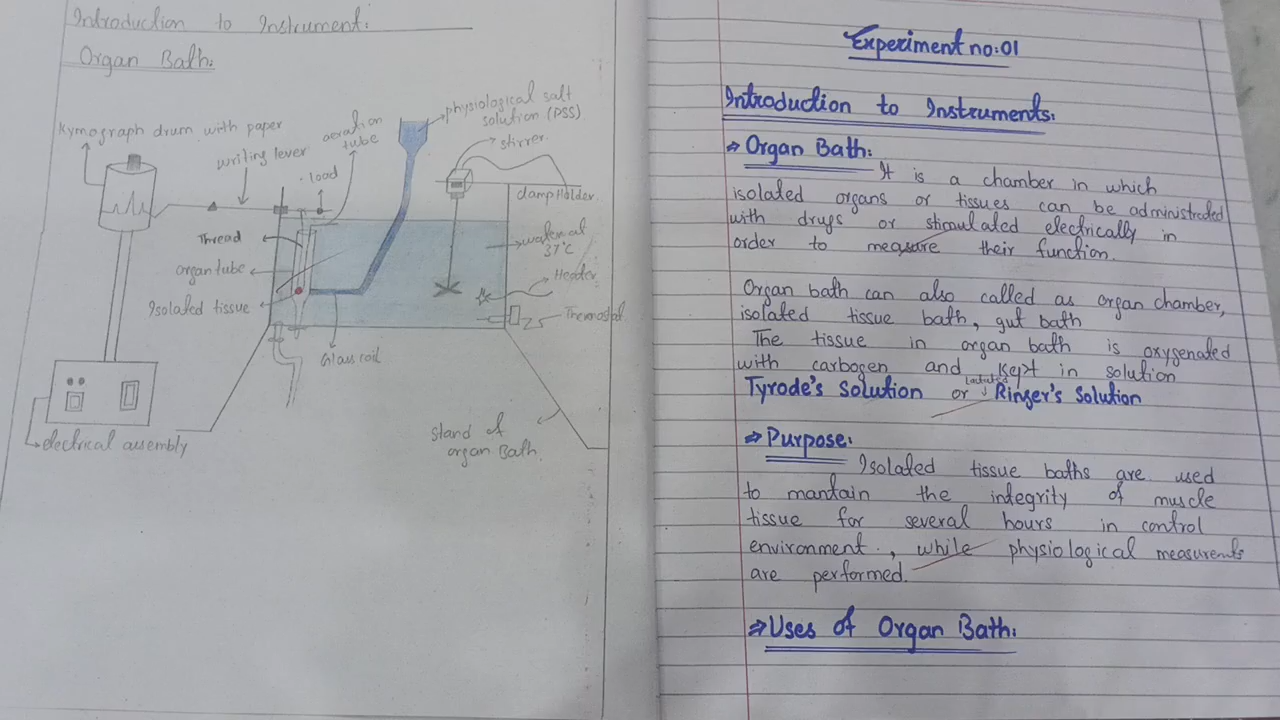 Introduction to Instrument:
Organ Bath:
Kymograph drum with paper
writing lever
aeration
tube
load
physiological salt
solution (PSS)
stirrer
clampHolder
Thread
organ tube
Isolated tissue
water at
37°C
Heater
Thermostat
Glass coil
Stand of
organ Bath.
electrical assembly
Experiment no:01
Introduction to Instruments:
⇒ Organ Bath:
It is a chamber in which
isolated organs or tissues can be administraded
with drugs or stimulated electrically in
order to measure their function.
Organ bath can also called as organ chamber,
isolated tissue bath, gut bath
The tissue in organ bath is oxygenated
with carbogen and kept in solution
Tyrode's Solution or lactated Ringer's Solution
⇒ Purpose:
Isolated tissue baths are used
to mantain the integrity of muscle
tissue for several hours in control
environment, while physiological measurents
are performed.
⇒ Uses of Organ Bath: